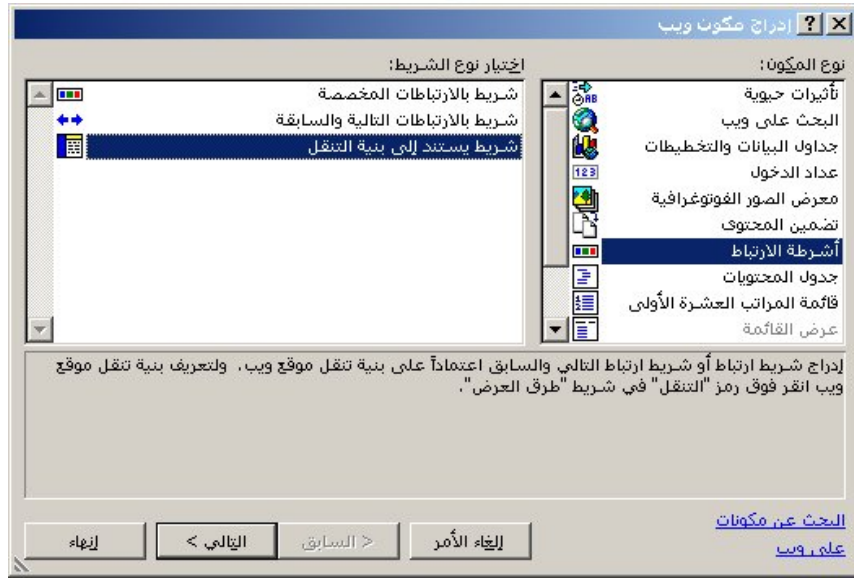 إدراج مكون ويب
نوع المكون:
تأثيرات حيوية
البحث على ويب
جداول البيانات والتخطيطات
عداد الدخول
معرض الصور الفوتوغرافية
تضمين المحتوى
أشرطة الارتباط
جدول المحتويات
قائمة المراتب العشرة الأولى
عرض القائمة
اختيار نوع الشريط:
شريط بالارتباطات المخصصة
شريط بالارتباطات التالية والسابقة
شريط يستند إلى بنية التنقل
إدراج شريط ارتباط أو شريط ارتباط التالي والسابق اعتماداً على بنية تنقل موقع ويب. ولتعريف بنية تنقل موقع
ويب انقر فوق رمز "التنقل" في شريط "طرق العرض".
البحث عن مكونات
على ويب
إلغاء الأمر
< السابق
التالي >
إنهاء